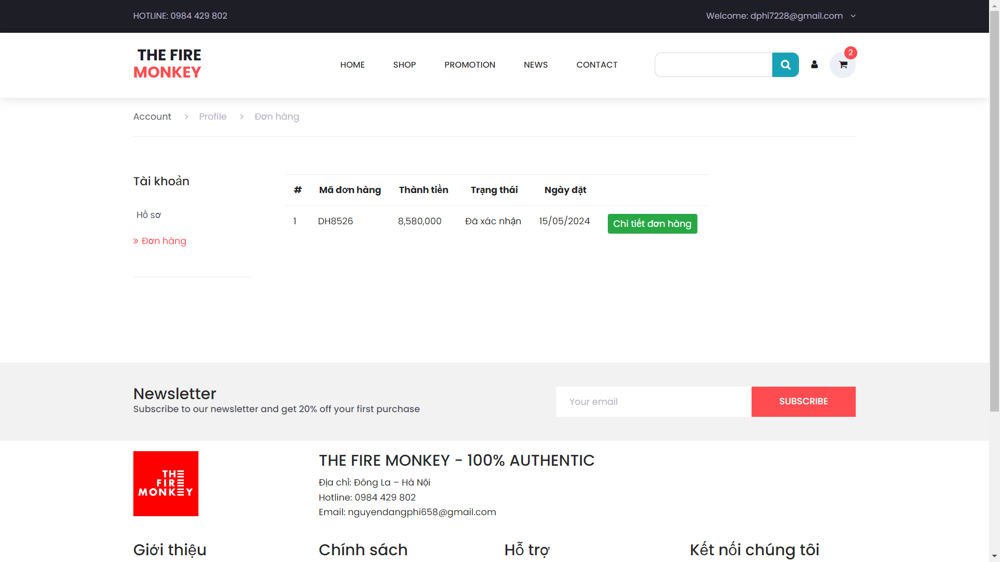 HOTLINE: 0984 429 802
Welcome: dphi7228@gmail.com
THE FIRE
MONKEY
HOME
SHOP
PROMOTION
NEWS
CONTACT
2
Account
Profile
Đơn hàng
Tài khoản
Hồ sơ
Đơn hàng
# Mã đơn hàng Thành tiền Trạng thái Ngày đặt
1 DH8526 8,580,000 Đã xác nhận 15/05/2024 Chi tiết đơn hàng
Newsletter
Subscribe to our newsletter and get 20% off your first purchase
Your email
SUBSCRIBE
THE
FIRE
MONKEY
THE FIRE MONKEY - 100% AUTHENTIC
Địa chỉ: Đông La – Hà Nội
Hotline: 0984 429 802
Email: nguyendangphi658@gmail.com
Giới thiệu
Chính sách
Hỗ trợ
Kết nối chúng tôi